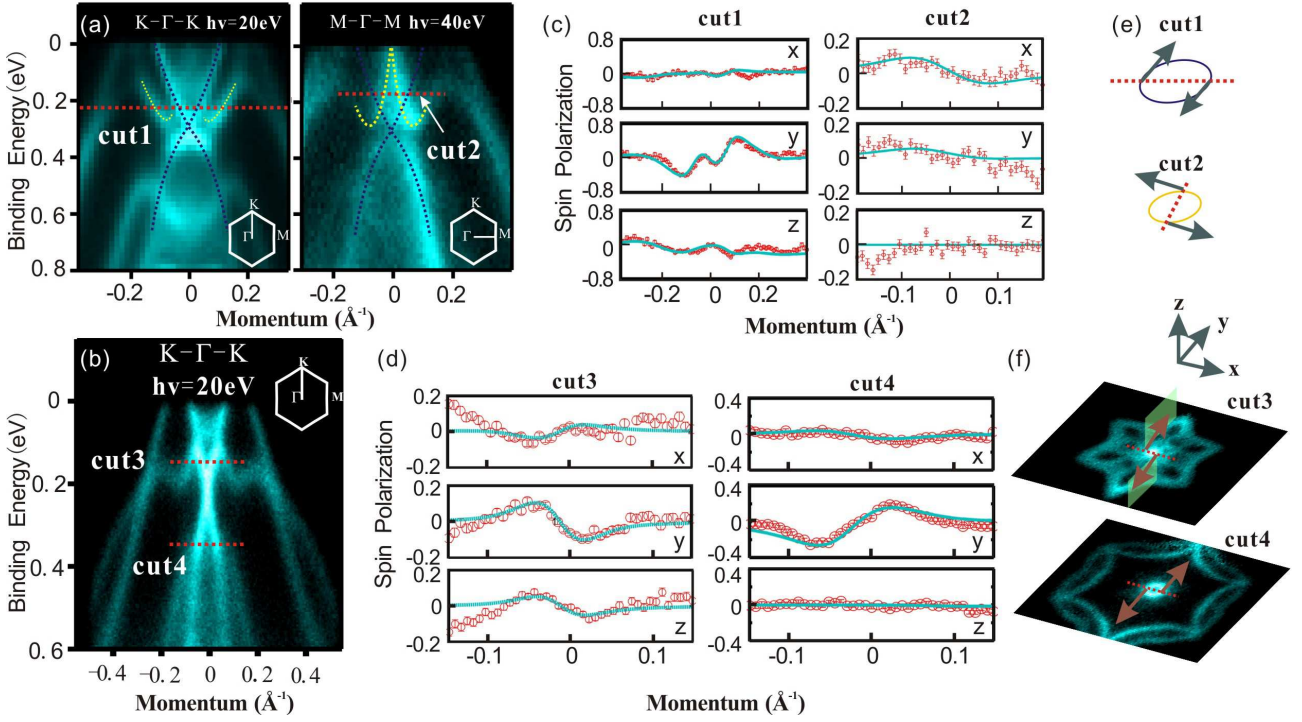 (a)
K−Γ−K hν=20eV
M−Γ−M hν=40eV
Binding Energy (eV)
0
0.2
0.4
0.6
0.8
cut1
cut2
K
Γ
M
K
Γ
M
-0.2
0
0.2
-0.2
0
0.2
Momentum (Å⁻¹)
(c)
cut1
cut2
Spin Polarization
0.8
0
-0.8
x
0.8
0
-0.8
y
0.8
0
-0.8
z
-0.2
0
0.2
0.2
0
0.2
x
0.2
0
0.2
y
0.2
0
0.2
z
-0.1
0
0.1
Momentum (Å⁻¹)
(e)
cut1
cut2
(b)
K−Γ−K
hν=20eV
K
Γ
M
Binding Energy (eV)
0
0.2
0.4
0.6
cut3
cut4
-0.4
-0.2
0
0.2
0.4
Momentum (Å⁻¹)
(d)
cut3
cut4
Spin Polarization
0.2
0
-0.2
x
0.2
0
-0.2
y
0.2
0
-0.2
z
-0.1
0
0.1
0.4
0
-0.4
x
0.4
0
-0.4
y
0.4
0
-0.4
z
-0.1
0
0.1
Momentum (Å⁻¹)
(f)
z
y
x
cut3
cut4